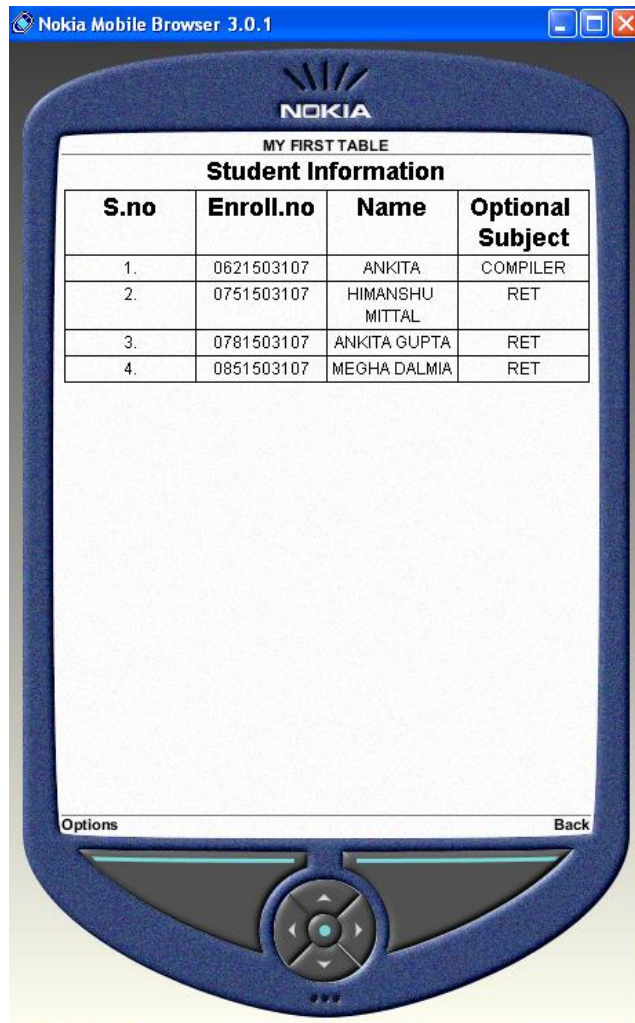 Nokia Mobile Browser 3.0.1
NOKIA
MY FIRST TABLE
Student Information
S.no Enroll.no Name Optional Subject
1. 0621503107 ANKITA COMPILER
2. 0751503107 HIMANSHU MITTAL RET
3. 0781503107 ANKITA GUPTA RET
4. 0851503107 MEGHA DALMIA RET
Options Back